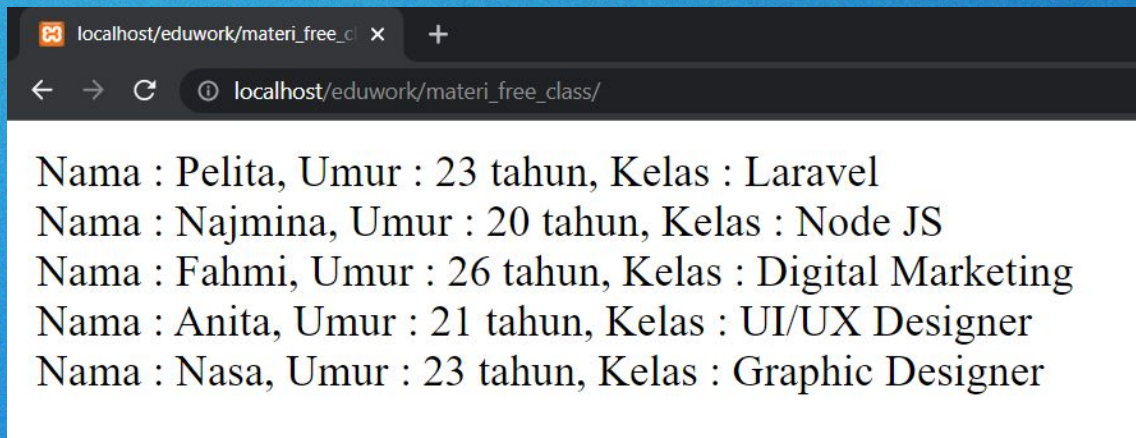 localhost/eduwork/materi_free_cl
localhost/eduwork/materi_free_class/
Nama : Pelita, Umur : 23 tahun, Kelas : Laravel
Nama : Najmina, Umur : 20 tahun, Kelas : Node JS
Nama : Fahmi, Umur : 26 tahun, Kelas : Digital Marketing
Nama : Anita, Umur : 21 tahun, Kelas : UI/UX Designer
Nama : Nasa, Umur : 23 tahun, Kelas : Graphic Designer